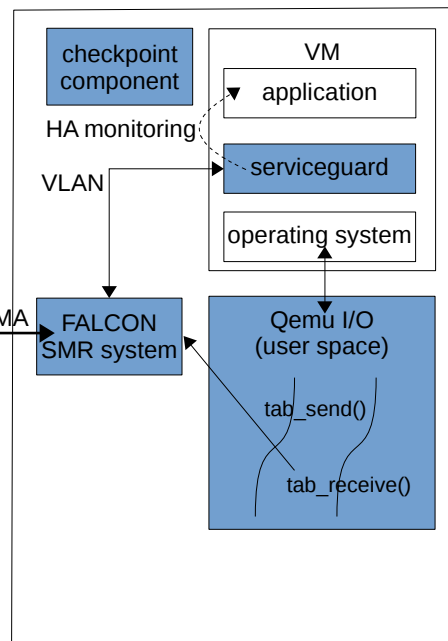 checkpoint
component
VM
application
HA monitoring
serviceguard
VLAN
operating system
MA
FALCON
SMR system
Qemu I/O
(user space)
tab_send()
tab_receive()